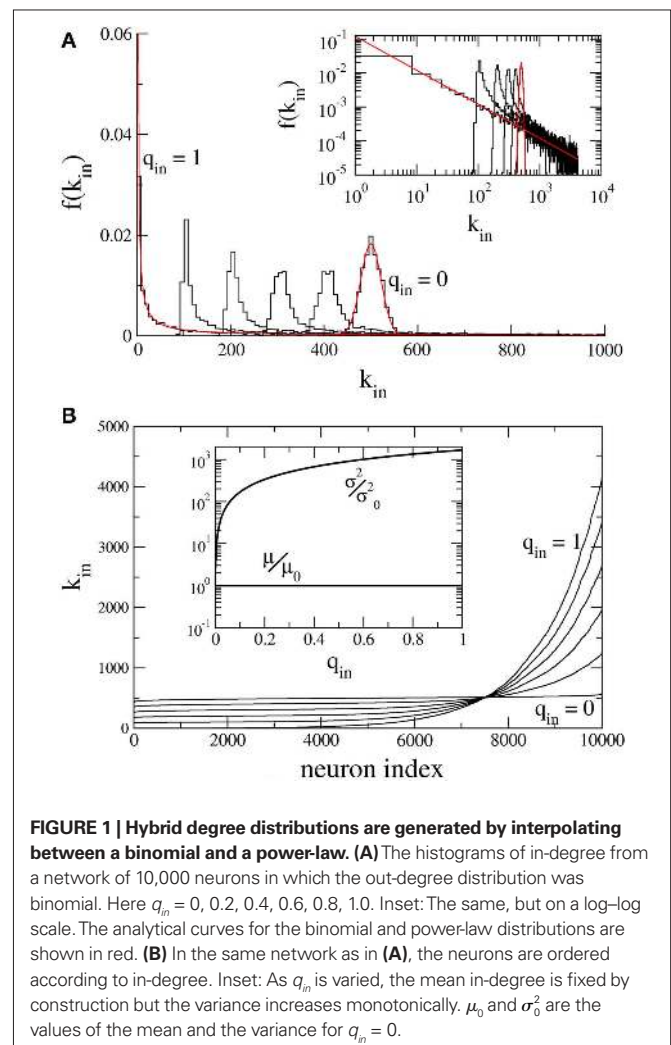 A
0.06
0.04
0.02
0
f(k_in)
q_in = 1
q_in = 0
0 200 400 600 800 1000
k_in
10^-1
10^-2
10^-3
10^-4
10^-5
f(k_in)
10^0 10^1 10^2 10^3 10^4
k_in
B
5000
4000
3000
2000
1000
0
k_in
10^3
10^2
10^1
10^0
10^-1
σ^2/σ^2_0
μ/μ_0
0 0.2 0.4 0.6 0.8 1
q_in
q_in = 1
q_in = 0
0 2000 4000 6000 8000 10000
neuron index
FIGURE 1 | Hybrid degree distributions are generated by interpolating
between a binomial and a power-law. (A) The histograms of in-degree from
a network of 10,000 neurons in which the out-degree distribution was
binomial. Here q_in = 0, 0.2, 0.4, 0.6, 0.8, 1.0. Inset: The same, but on a log–log
scale. The analytical curves for the binomial and power-law distributions are
shown in red. (B) In the same network as in (A), the neurons are ordered
according to in-degree. Inset: As q_in is varied, the mean in-degree is fixed by
construction but the variance increases monotonically. μ_0 and σ_0^2 are the
values of the mean and the variance for q_in = 0.